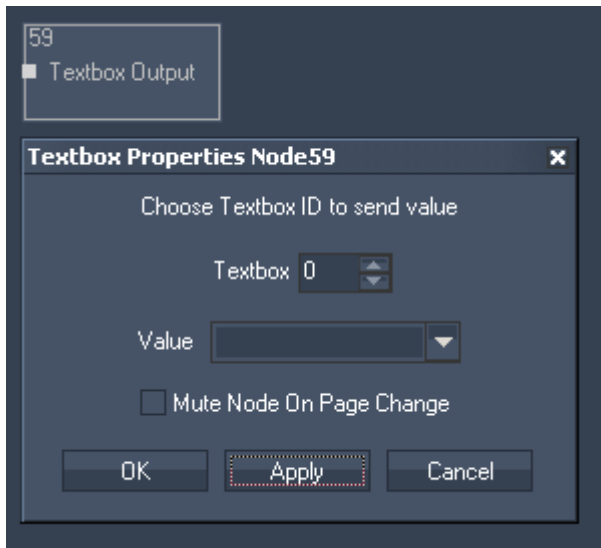 59
Textbox Output
Textbox Properties Node59
Choose Textbox ID to send value
Textbox 0
Value
Mute Node On Page Change
OK Apply Cancel